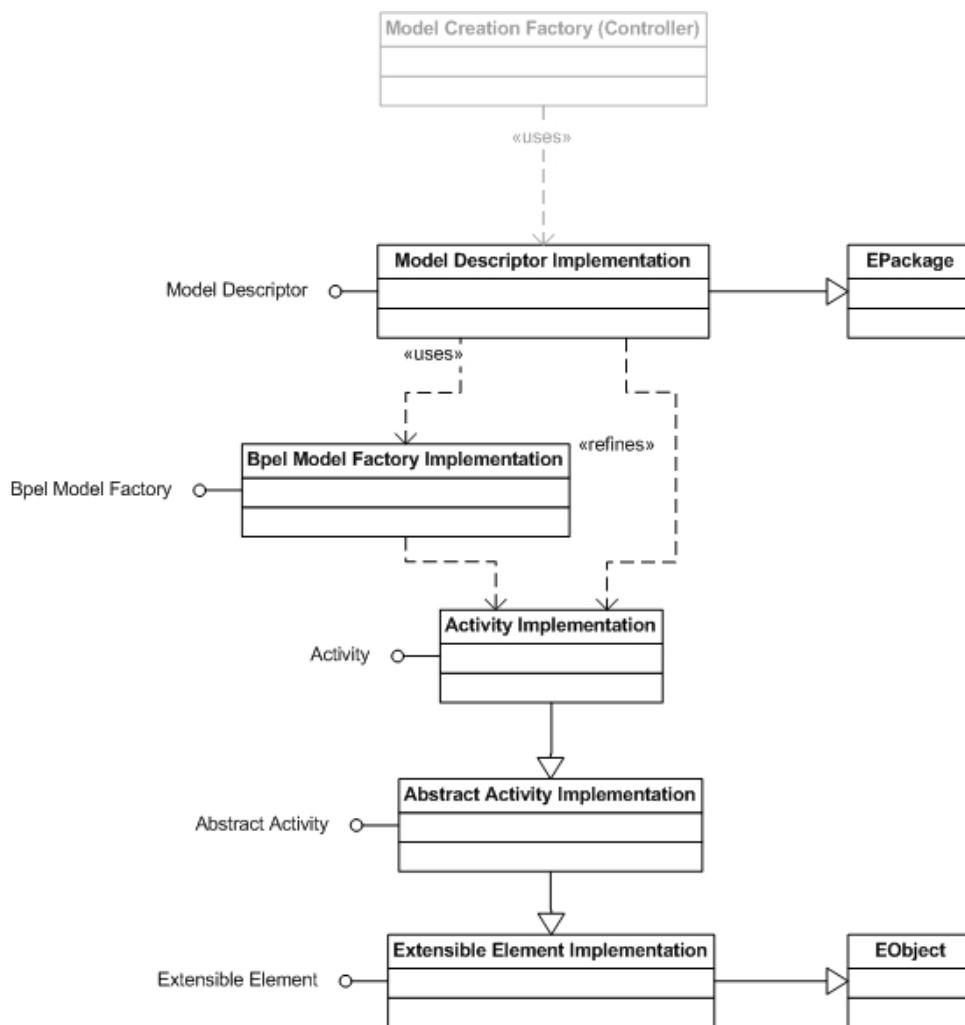 Model Creation Factory (Controller)
«uses»
Model Descriptor Implementation
EPackage
Model Descriptor
«uses»
«refines»
Bpel Model Factory Implementation
Bpel Model Factory
Activity Implementation
Activity
Abstract Activity Implementation
Abstract Activity
Extensible Element Implementation
EObject
Extensible Element